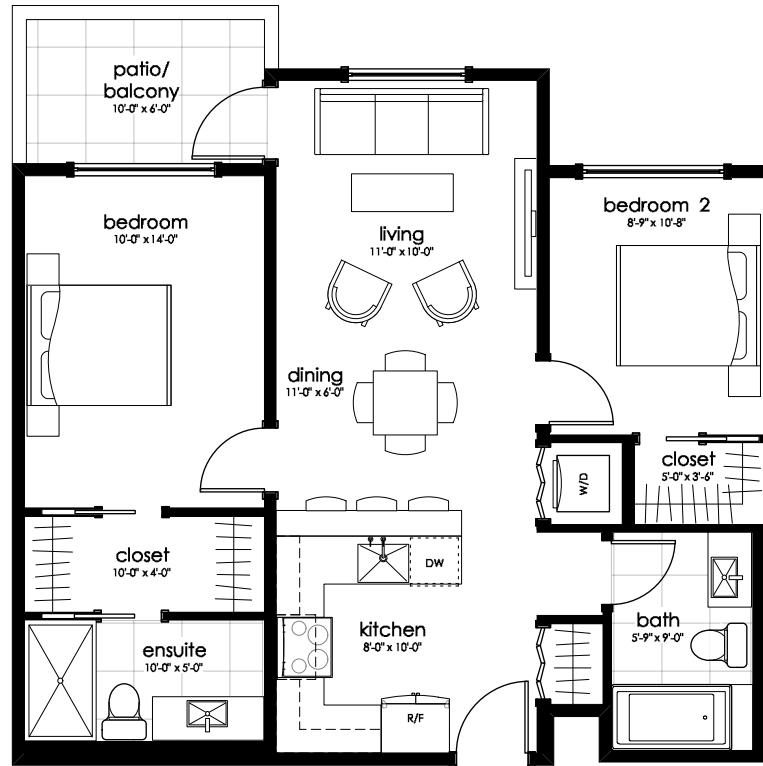 patio/
balcony
10'-0" x 6'-0"
bedroom
10'-0" x 14'-0"
living
11'-0" x 10'-0"
bedroom 2
8'-9" x 10'-8"
dining
11'-0" x 6'-0"
closet
5'-0" x 3'-6"
W/D
closet
10'-0" x 4'-0"
DW
kitchen
8'-0" x 10'-0"
bath
5'-9" x 9'-0"
ensuite
10'-0" x 5'-0"
R/F